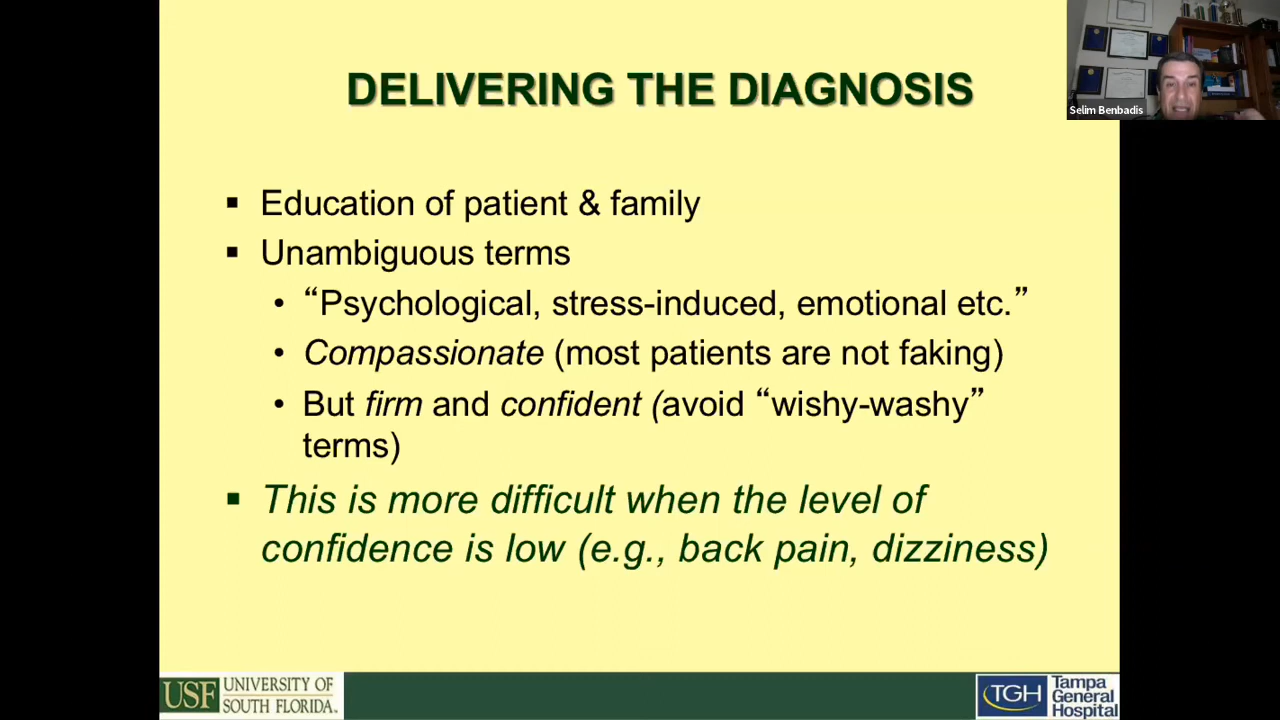 DELIVERING THE DIAGNOSIS
Selim Benbadis
▪ Education of patient & family
▪ Unambiguous terms
• “Psychological, stress-induced, emotional etc.”
• Compassionate (most patients are not faking)
• But firm and confident (avoid “wishy-washy”
terms)
▪ This is more difficult when the level of
confidence is low (e.g., back pain, dizziness)
USF UNIVERSITY OF
SOUTH FLORIDA
TGH Tampa
General
Hospital